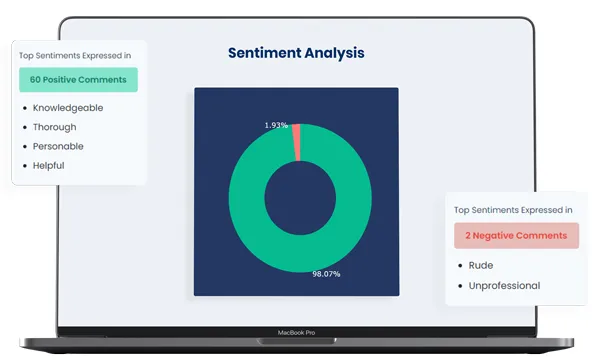 Sentiment Analysis
Top Sentiments Expressed in
60 Positive Comments
Knowledgeable
Thorough
Personable
Helpful
1.93%
98.07%
Top Sentiments Expressed in
2 Negative Comments
Rude
Unprofessional
MacBook Pro